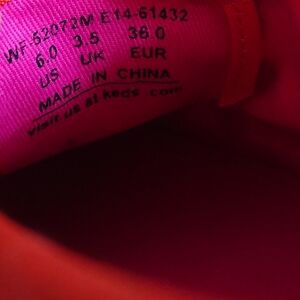 WF-52072M E14-61432
6.0 3.5 36.0
US UK EUR
MADE IN CHINA
visit us at keds.com